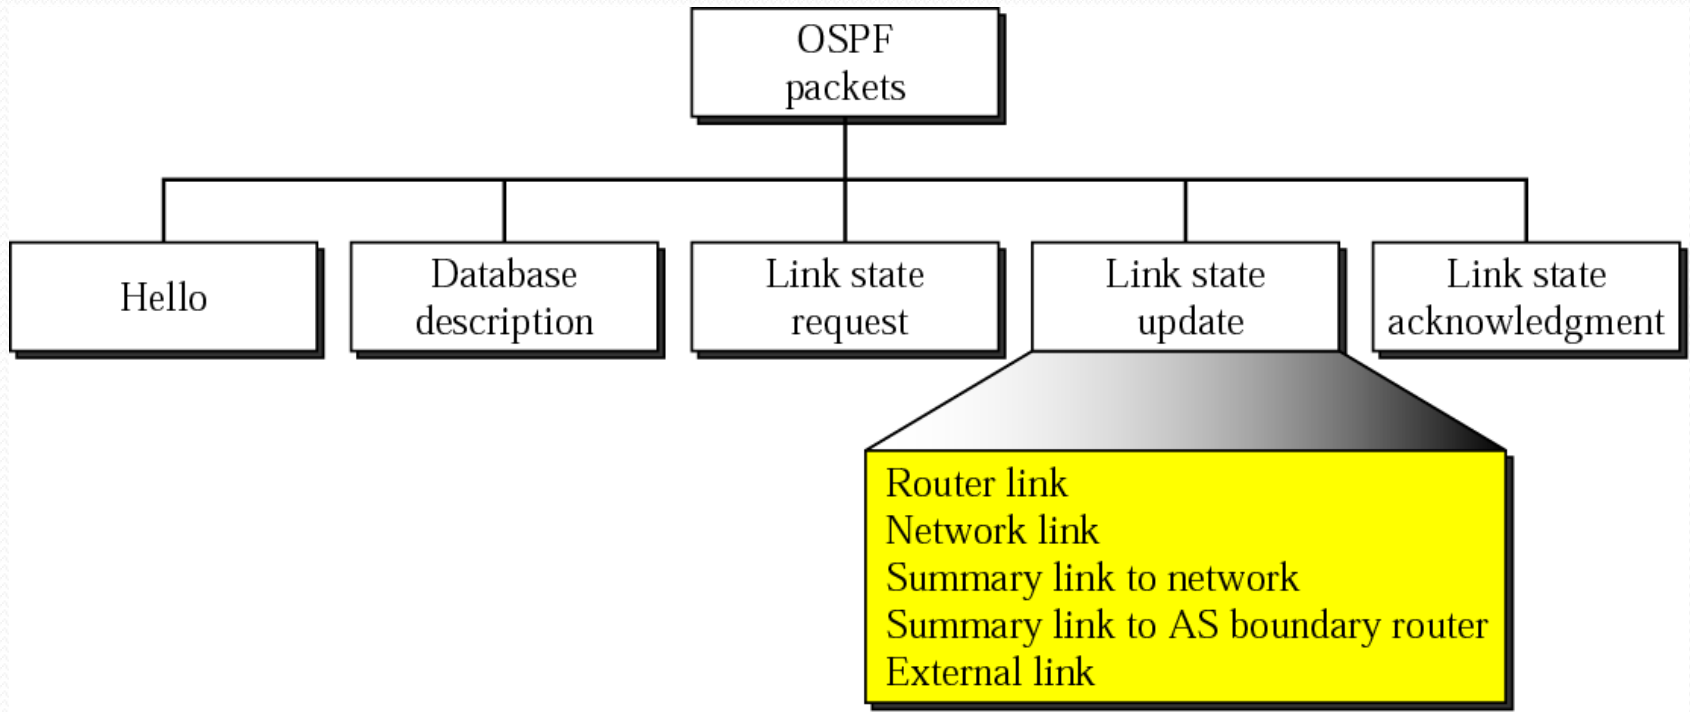 OSPF
packets
Hello
Database
description
Link state
request
Link state
update
Link state
acknowledgment
Router link
Network link
Summary link to network
Summary link to AS boundary router
External link